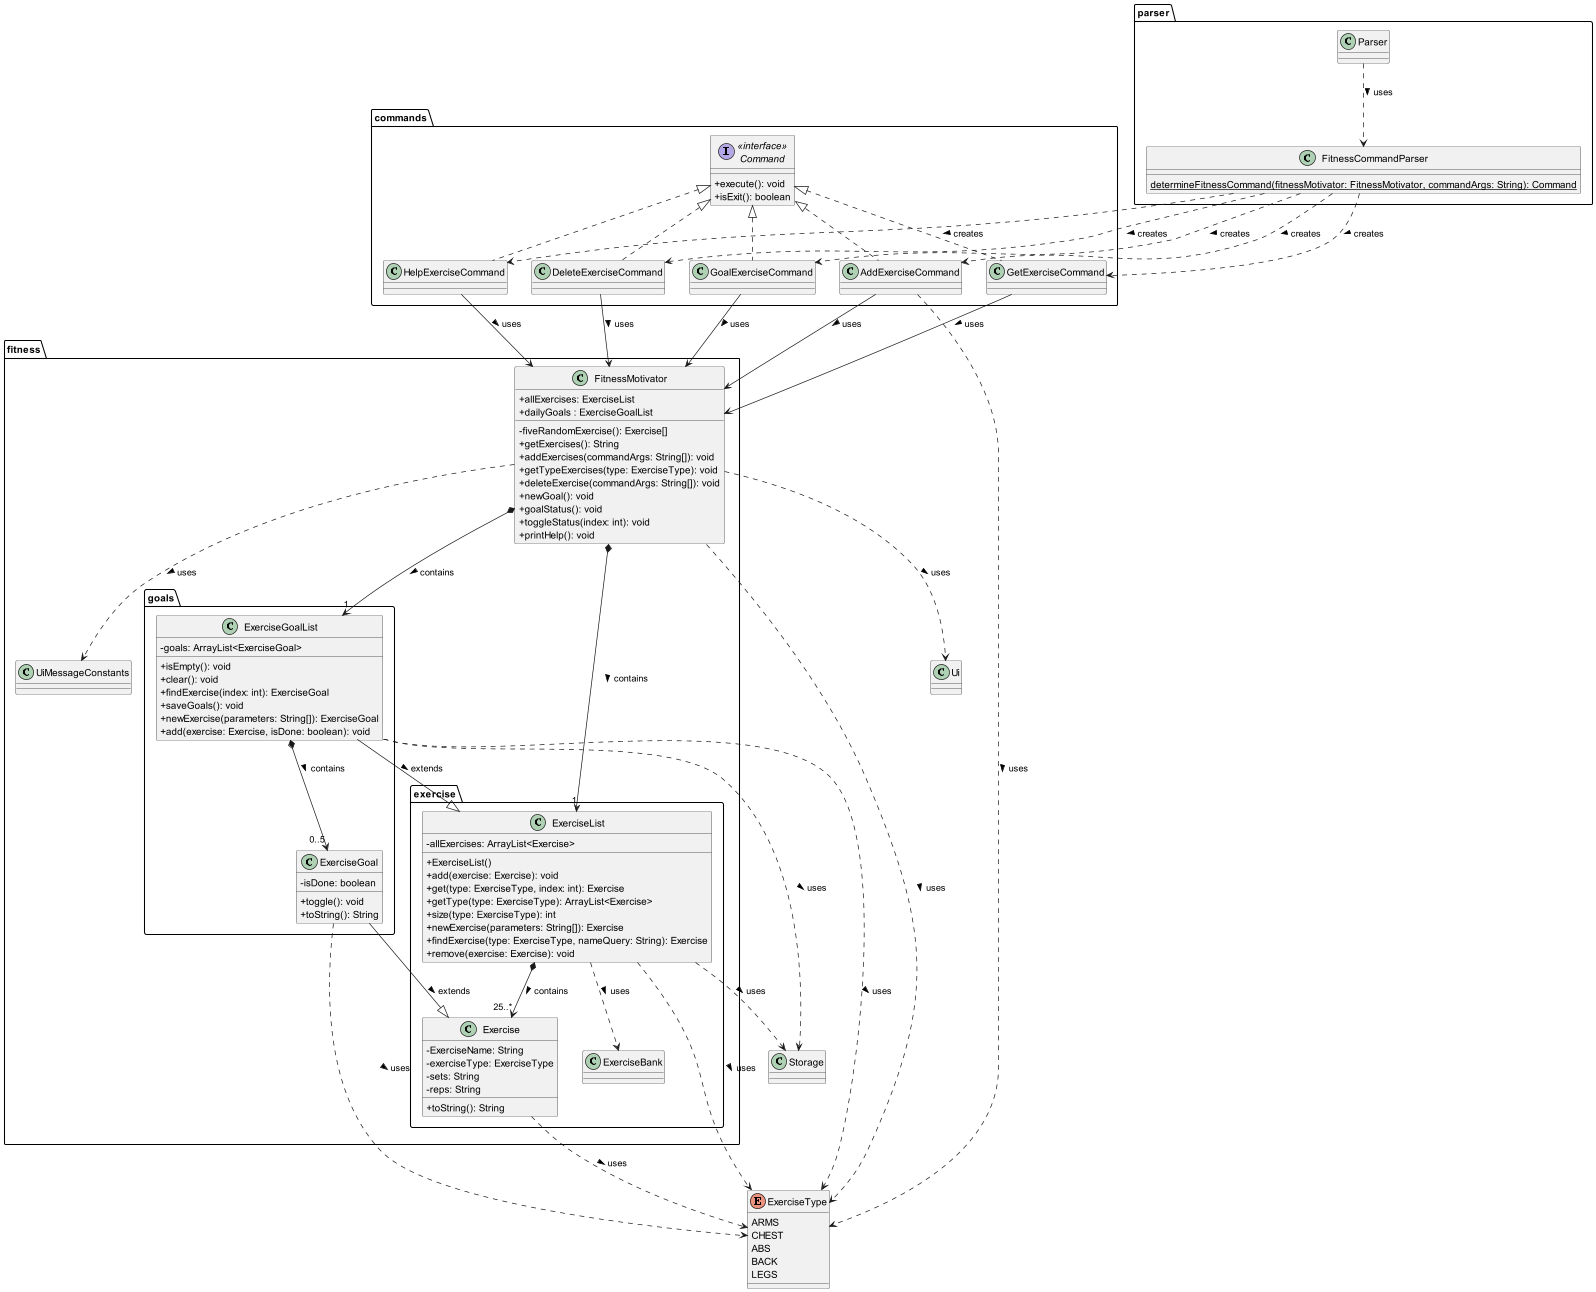 parser
C Parser
uses
C FitnessCommandParser
determineFitnessCommand(fitnessMotivator: FitnessMotivator, commandArgs: String): Command
commands
I «interface»
Command
+execute(): void
+isExit(): boolean
creates
creates
creates
creates
creates
C HelpExerciseCommand
C DeleteExerciseCommand
C GoalExerciseCommand
C AddExerciseCommand
C GetExerciseCommand
uses
uses
uses
uses
uses
fitness
C FitnessMotivator
+allExercises: ExerciseList
+dailyGoals : ExerciseGoalList
-fiveRandomExercise(): Exercise[]
+getExercises(): String
+addExercises(commandArgs: String[]): void
+getTypeExercises(type: ExerciseType): void
+deleteExercise(commandArgs: String[]): void
+newGoal(): void
+goalStatus(): void
+toggleStatus(index: int): void
+printHelp(): void
uses
contains
uses
goals
1
C ExerciseGoalList
-goals: ArrayList<ExerciseGoal>
+isEmpty(): void
+clear(): void
+findExercise(index: int): ExerciseGoal
+saveGoals(): void
+newExercise(parameters: String[]): ExerciseGoal
+add(exercise: Exercise, isDone: boolean): void
C UiMessageConstants
contains
C Ui
contains
extends
uses
exercise
1
C ExerciseList
-allExercises: ArrayList<Exercise>
+ExerciseList()
+add(exercise: Exercise): void
+get(type: ExerciseType, index: int): Exercise
+getType(type: ExerciseType): ArrayList<Exercise>
+size(type: ExerciseType): int
+newExercise(parameters: String[]): Exercise
+findExercise(type: ExerciseType, nameQuery: String): Exercise
+remove(exercise: Exercise): void
0..5
C ExerciseGoal
-isDone: boolean
+toggle(): void
+toString(): String
uses
uses
extends
contains
uses
uses
uses
25..*
C Exercise
-ExerciseName: String
-exerciseType: ExerciseType
-sets: String
-reps: String
+toString(): String
C ExerciseBank
C Storage
uses
uses
uses
E ExerciseType
ARMS
CHEST
ABS
BACK
LEGS